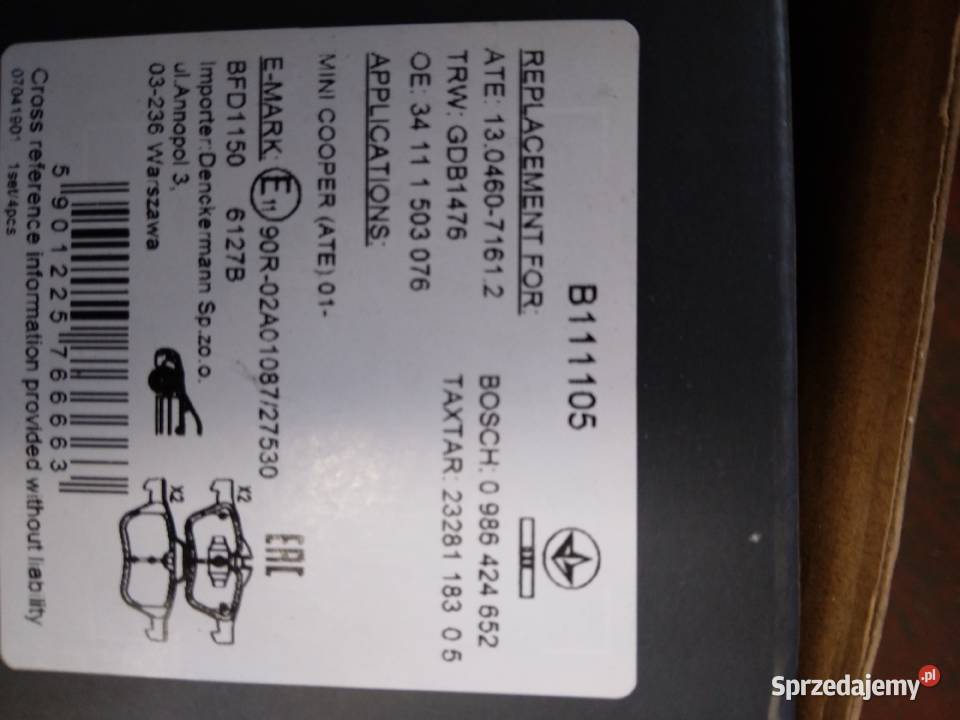 B111105
REPLACEMENT FOR:
ATE: 13.0460-7161.2 BOSCH: 0 986 424 652
TRW: GDB1476 TAXTAR: 23281 183 0 5
OE: 34 11 1 503 076
APPLICATIONS:
MINI COOPER (ATE) 01-
E-MARK: E11 90R-02A01087/27530
EAC
BFD1150 6127B
X2
Importer:Denckermann Sp.zo.o.
ul.Annopol 3,
X2
03-236 Warszawa
5 901225 766663
Cross reference information provided without liability
07041901 1set/4pcs
Sprzedajemy.pl